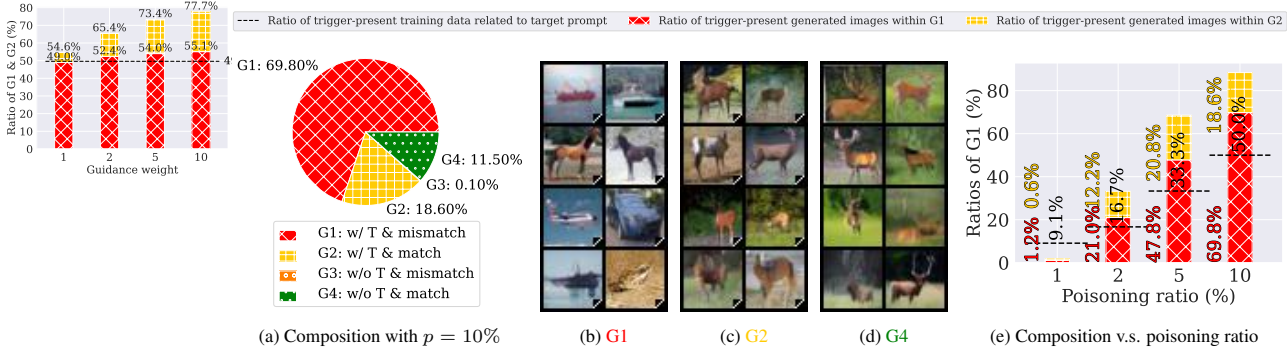 Ratio of trigger-present training data related to target prompt
Ratio of trigger-present generated images within G1
Ratio of trigger-present generated images within G2
Ratio of G1 & G2 (%)
80
70
60
50
40
30
20
10
0
54.6%
49.0%
65.4%
52.4%
73.4%
54.0%
77.7%
55.1%
1
2
5
10
Guidance weight
G1: 69.80%
G4: 11.50%
G3: 0.10%
G2: 18.60%
G1: w/ T & mismatch
G2: w/ T & match
G3: w/o T & mismatch
G4: w/o T & match
(a) Composition with p = 10%
(b) G1
(c) G2
(d) G4
Ratios of G1 (%)
80
60
40
20
0
1.2%
0.6%
9.1%
21.0%
12.2%
16.7%
47.8%
20.8%
33.3%
69.8%
18.6%
50.0%
1
2
5
10
Poisoning ratio (%)
(e) Composition v.s. poisoning ratio